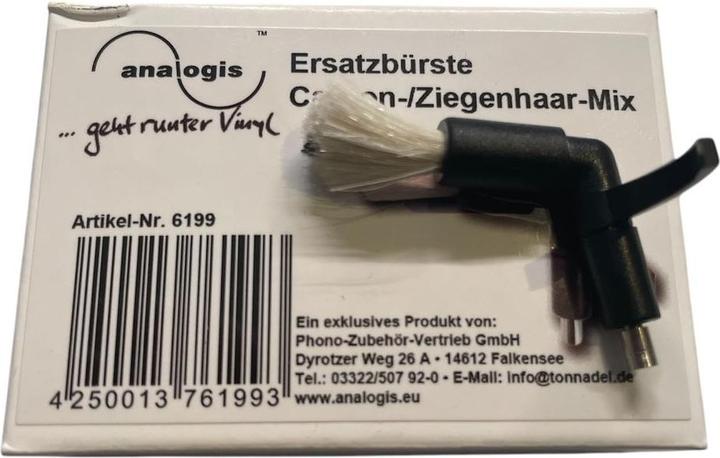 analogis
™
... geht runter Vinyl
Ersatzbürste
-/Ziegenhaar-Mix
Artikel-Nr. 6199
4 250013 761993
Ein exklusives Produkt von:
Phono-Zubehör-Vertrieb GmbH
Dyrotzer Weg 26 A • 14612 Falkensee
Tel.: 03322/507 92-0 • E-Mail: info@tonnadel.de
www.analogis.eu